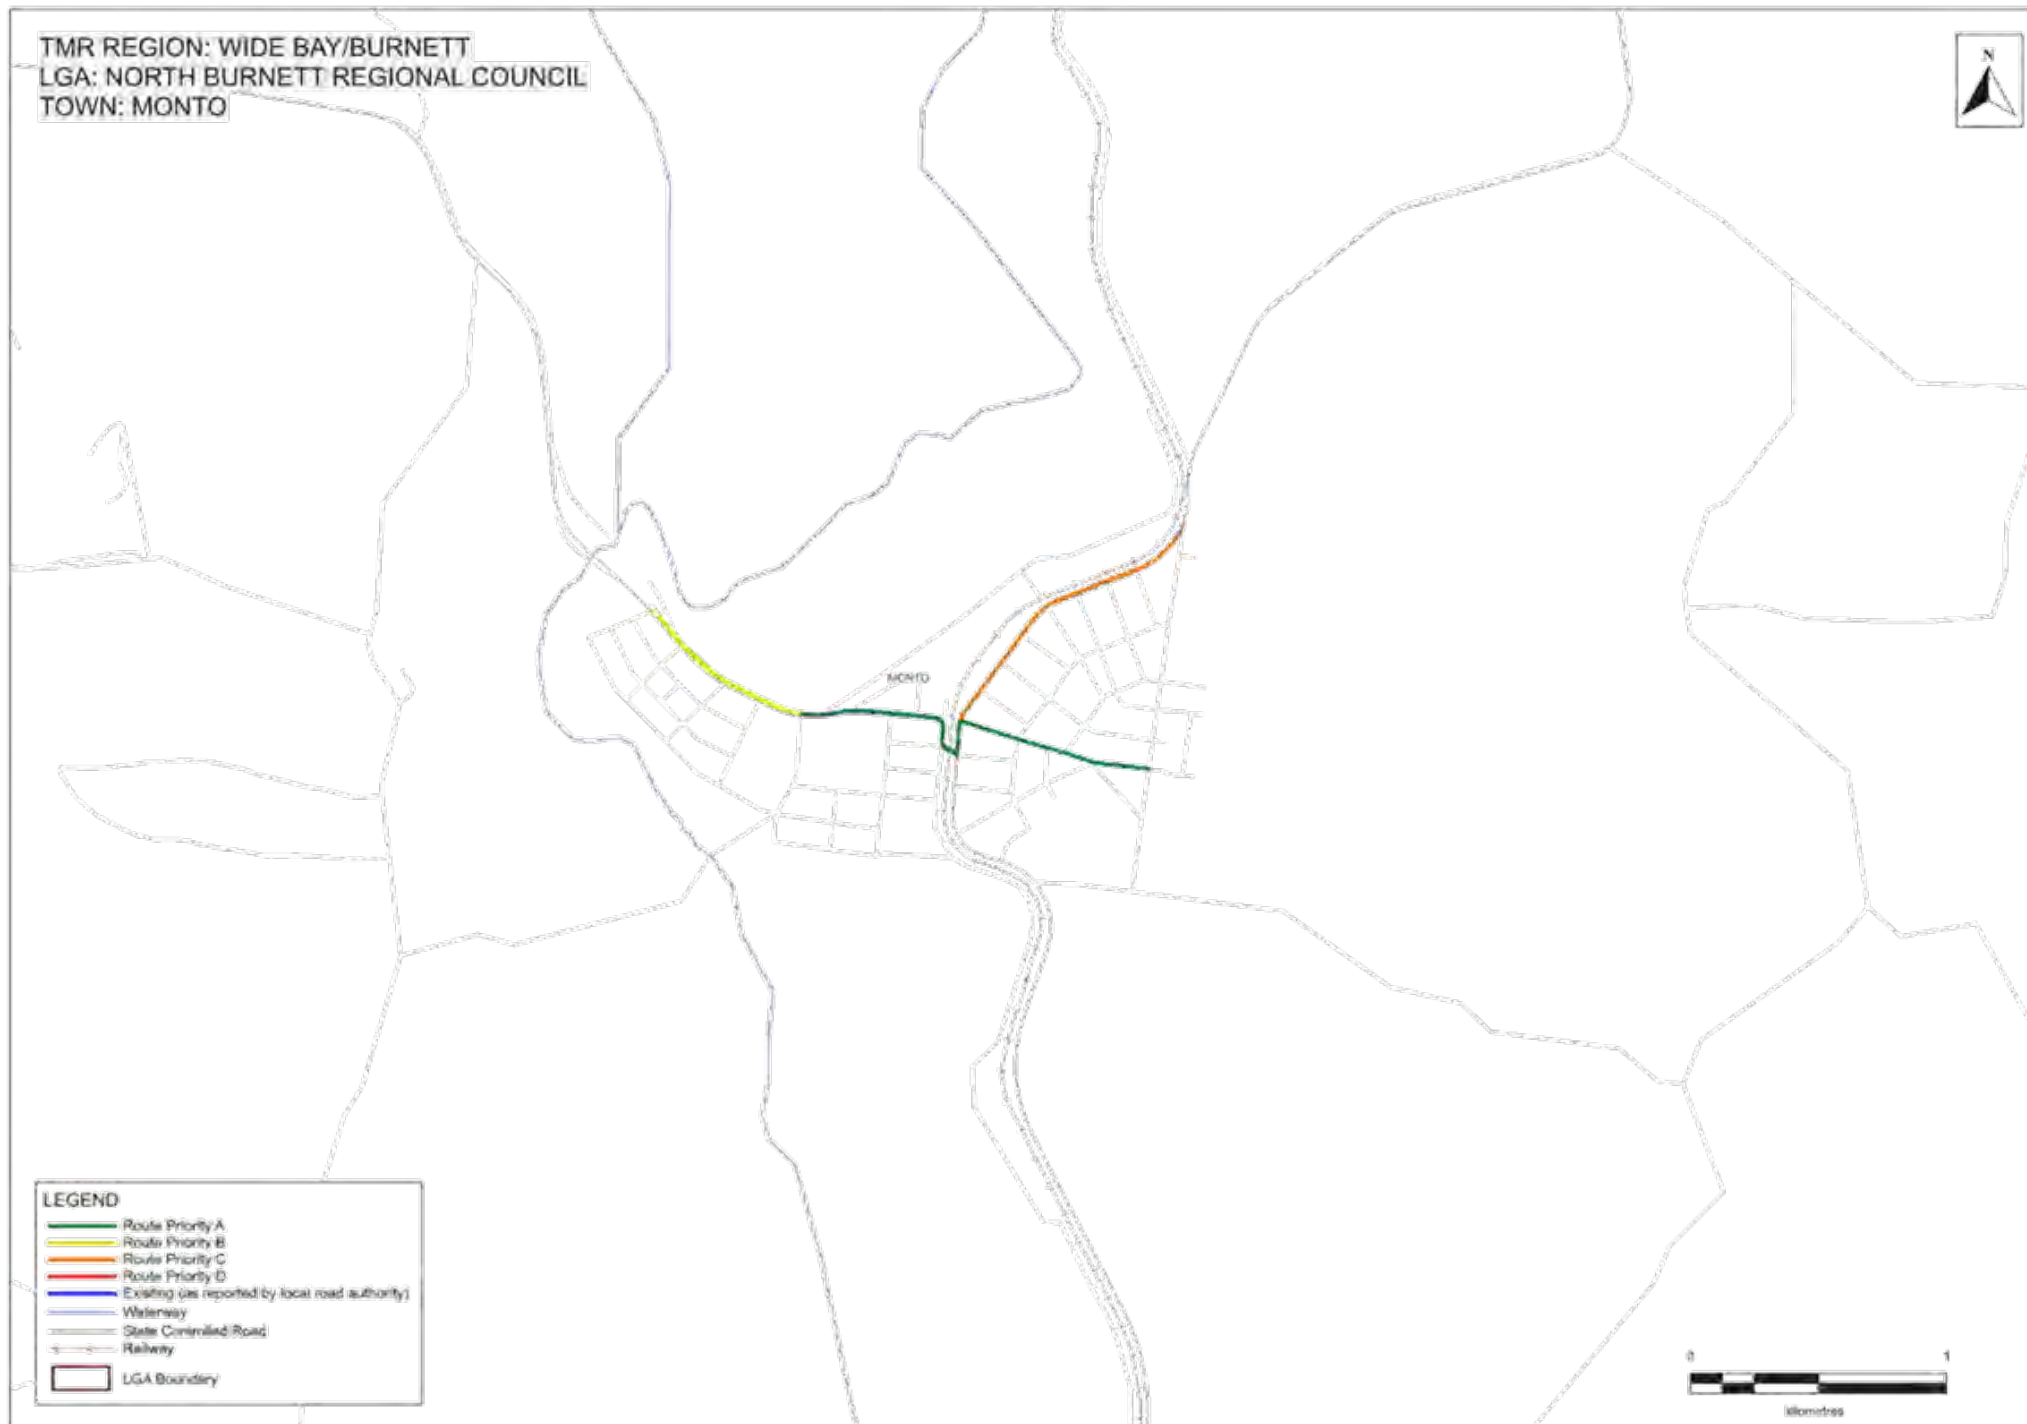 TMR REGION: WIDE BAY/BURNETT
LGA: NORTH BURNETT REGIONAL COUNCIL
TOWN: MONTO
N
MONTO
LEGEND
Route Priority A
Route Priority B
Route Priority C
Route Priority D
Existing (as reported by local road authority)
Waterway
State Controlled Road
Railway
LGA Boundary
0 1
kilometres